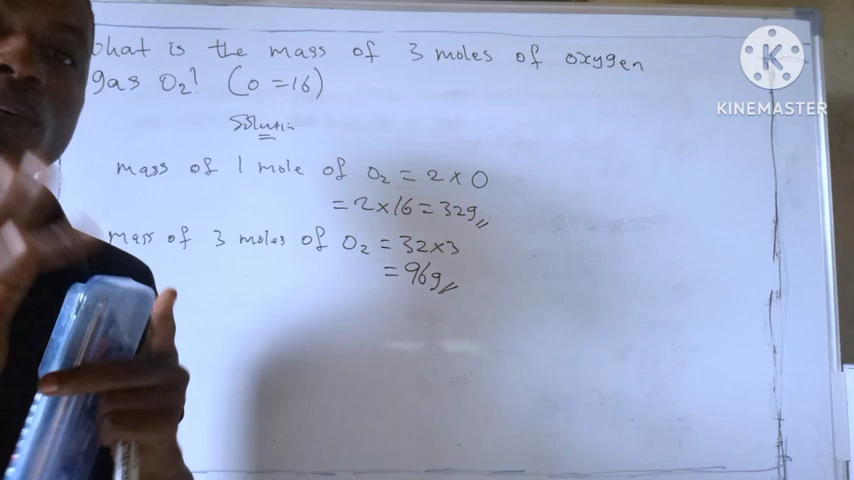 what is the mass of 3 moles of oxygen
gas O2? (O = 16)
Solution
mass of 1 mole of O2 = 2 × O
= 2 × 16 = 32g
mass of 3 moles of O2 = 32 × 3
= 96g
K
KINEMASTER